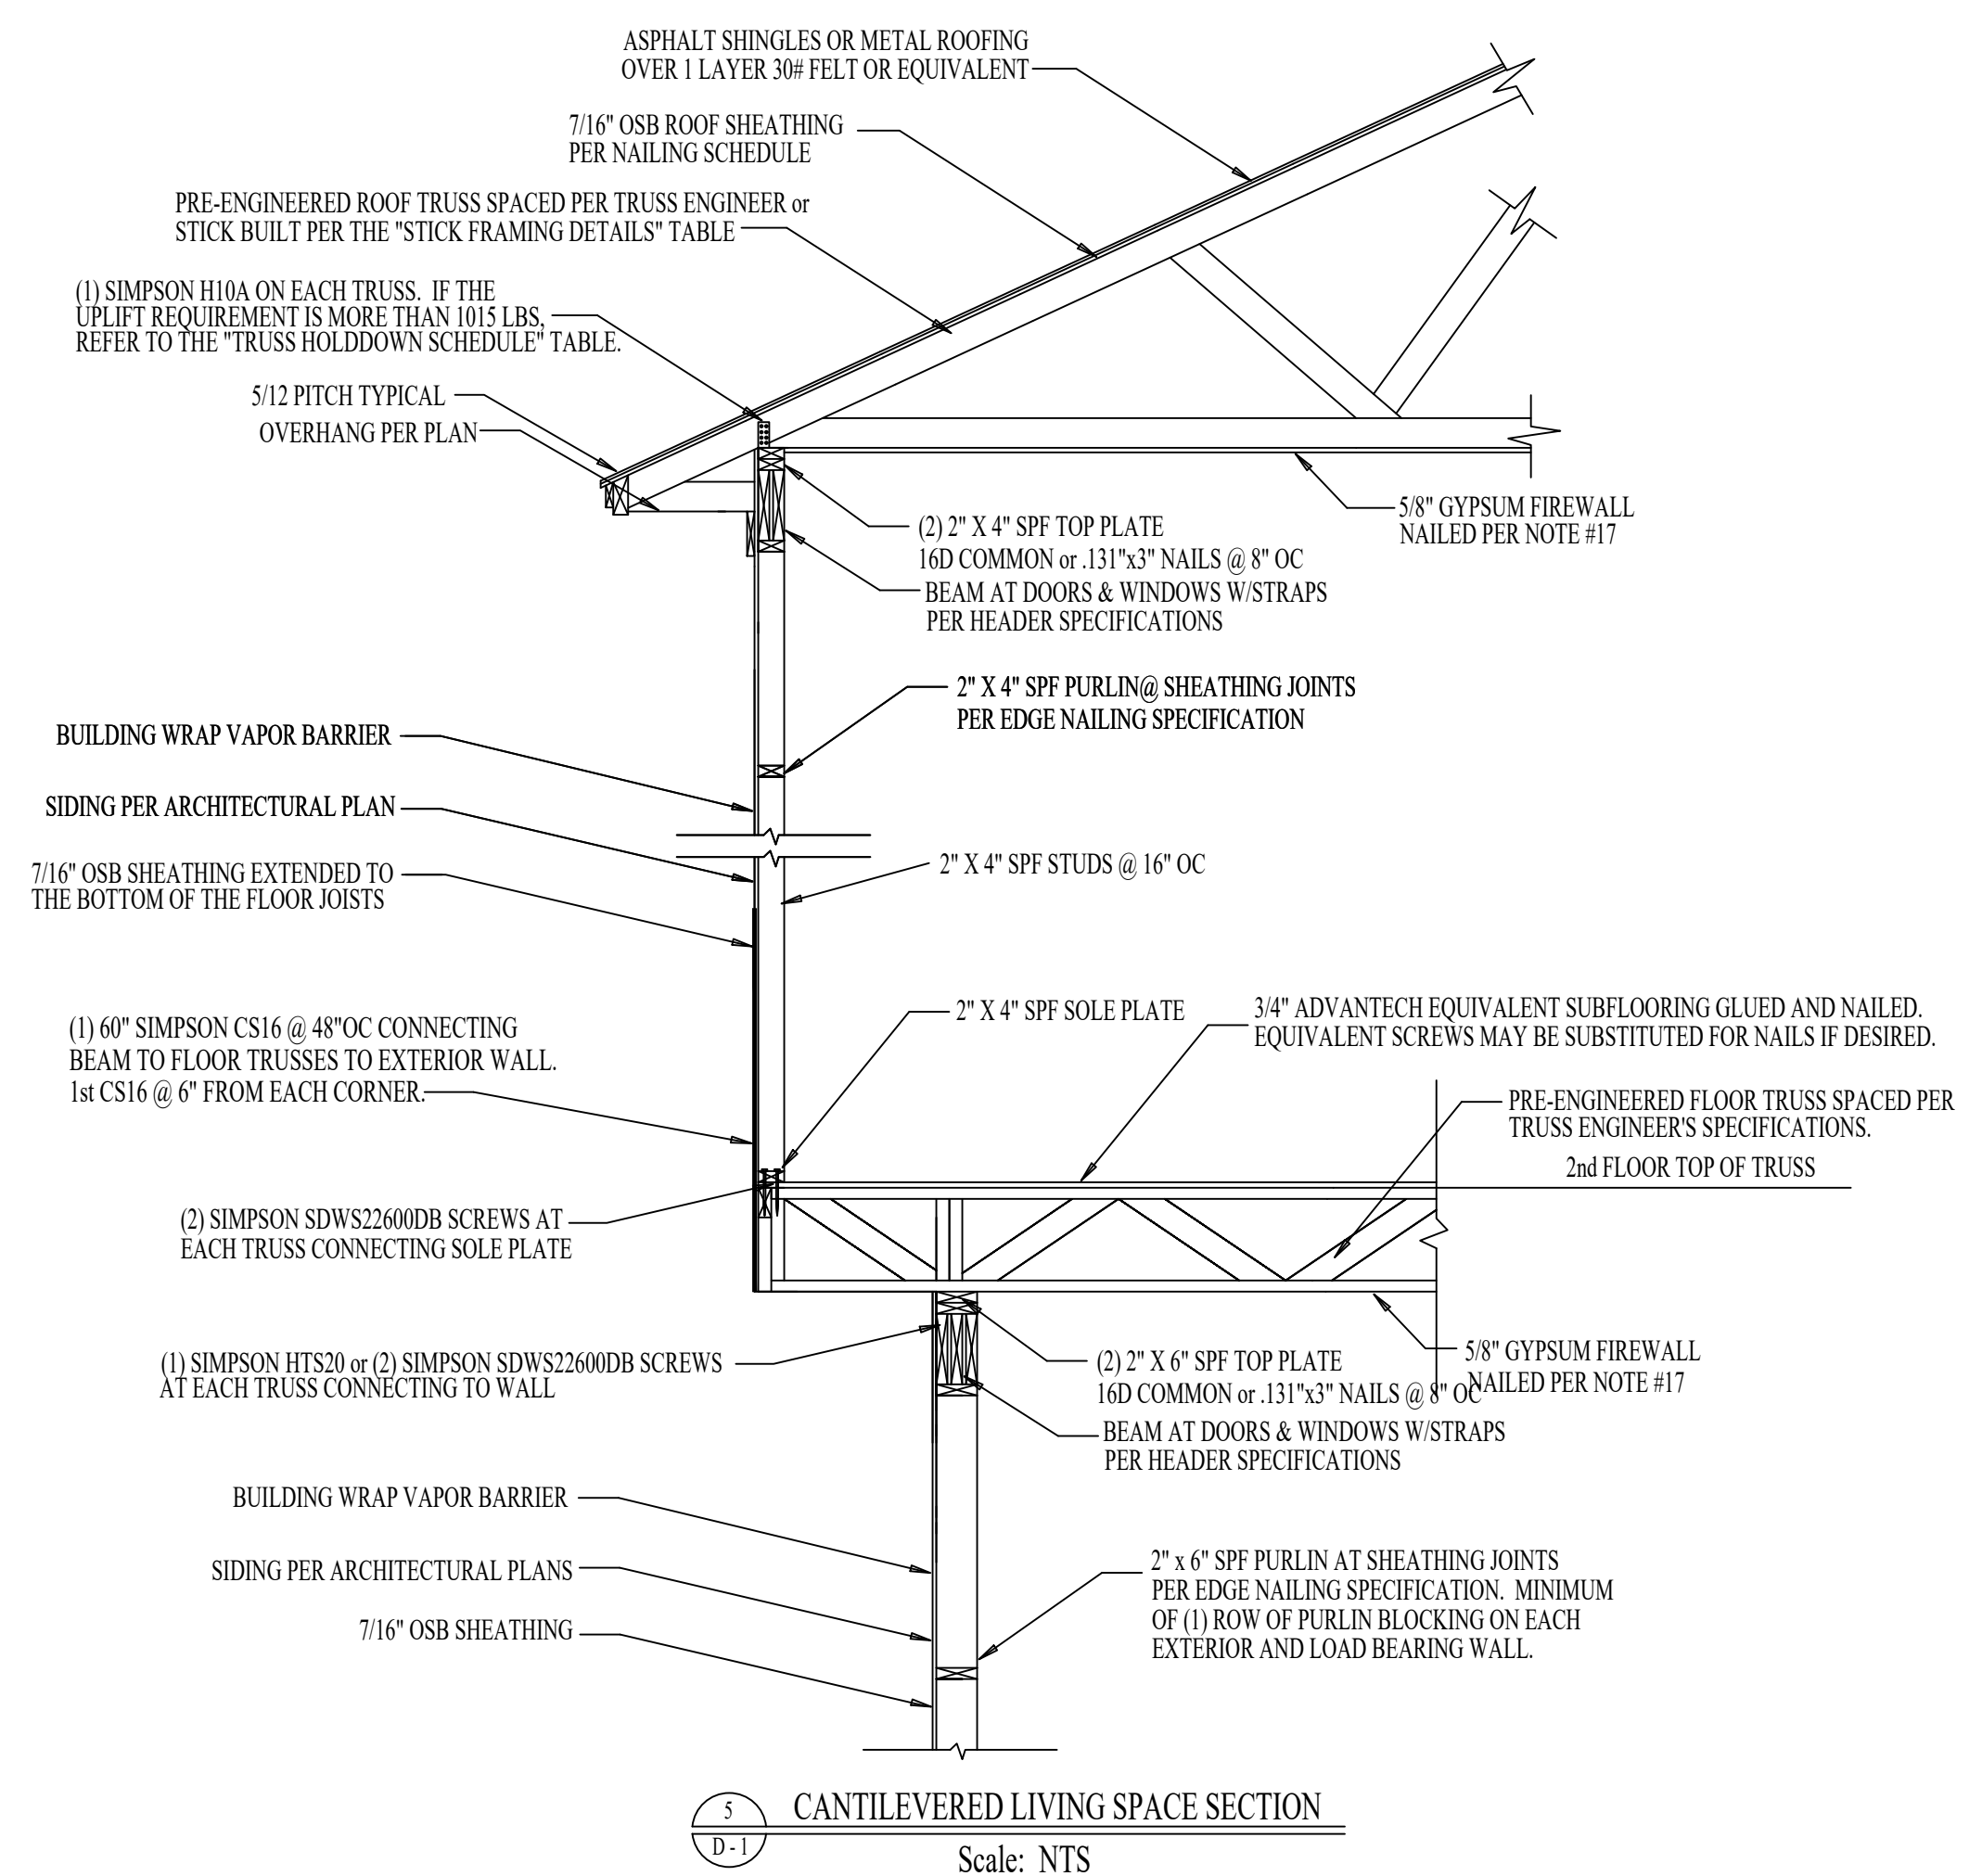 ASPHALT SHINGLES OR METAL ROOFING
OVER 1 LAYER 30# FELT OR EQUIVALENT
7/16" OSB ROOF SHEATHING
PER NAILING SCHEDULE
PRE-ENGINEERED ROOF TRUSS SPACED PER TRUSS ENGINEER or
STICK BUILT PER THE "STICK FRAMING DETAILS" TABLE
(1) SIMPSON H10A ON EACH TRUSS. IF THE
UPLIFT REQUIREMENT IS MORE THAN 1015 LBS,
REFER TO THE "TRUSS HOLDDOWN SCHEDULE" TABLE.
5/12 PITCH TYPICAL
OVERHANG PER PLAN
5/8" GYPSUM FIREWALL
NAILED PER NOTE #17
(2) 2" X 4" SPF TOP PLATE
16D COMMON or .131"x3" NAILS @ 8" OC
BEAM AT DOORS & WINDOWS W/STRAPS
PER HEADER SPECIFICATIONS
2" X 4" SPF PURLIN@ SHEATHING JOINTS
PER EDGE NAILING SPECIFICATION
BUILDING WRAP VAPOR BARRIER
SIDING PER ARCHITECTURAL PLAN
7/16" OSB SHEATHING EXTENDED TO
THE BOTTOM OF THE FLOOR JOISTS
2" X 4" SPF STUDS @ 16" OC
(1) 60" SIMPSON CS16 @ 48"OC CONNECTING
BEAM TO FLOOR TRUSSES TO EXTERIOR WALL.
1st CS16 @ 6" FROM EACH CORNER.
2" X 4" SPF SOLE PLATE
3/4" ADVANTECH EQUIVALENT SUBFLOORING GLUED AND NAILED.
EQUIVALENT SCREWS MAY BE SUBSTITUTED FOR NAILS IF DESIRED.
PRE-ENGINEERED FLOOR TRUSS SPACED PER
TRUSS ENGINEER'S SPECIFICATIONS.
2nd FLOOR TOP OF TRUSS
(2) SIMPSON SDWS22600DB SCREWS AT
EACH TRUSS CONNECTING SOLE PLATE
(1) SIMPSON HTS20 or (2) SIMPSON SDWS22600DB SCREWS
AT EACH TRUSS CONNECTING TO WALL
(2) 2" X 6" SPF TOP PLATE
16D COMMON or .131"x3" NAILS @ 8" OC
5/8" GYPSUM FIREWALL
NAILED PER NOTE #17
BEAM AT DOORS & WINDOWS W/STRAPS
PER HEADER SPECIFICATIONS
BUILDING WRAP VAPOR BARRIER
SIDING PER ARCHITECTURAL PLANS
7/16" OSB SHEATHING
2" x 6" SPF PURLIN AT SHEATHING JOINTS
PER EDGE NAILING SPECIFICATION. MINIMUM
OF (1) ROW OF PURLIN BLOCKING ON EACH
EXTERIOR AND LOAD BEARING WALL.
5
D - 1
CANTILEVERED LIVING SPACE SECTION
Scale: NTS